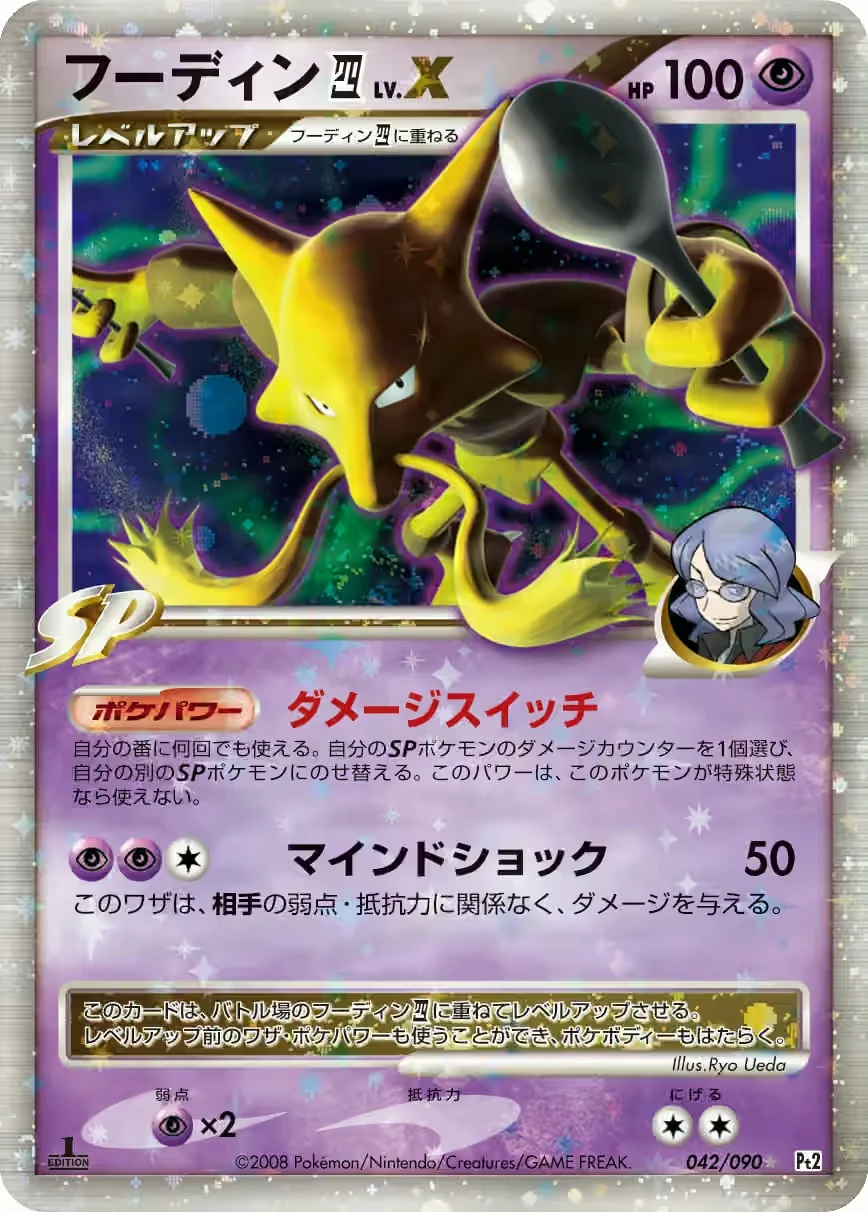 フーディン四 LV.X HP 100
レベルアップ フーディン四に重ねる
SP
ポケパワー ダメージスイッチ
自分の番に何回でも使える。自分のSPポケモンのダメージカウンターを1個選び、
自分の別のSPポケモンにのせ替える。このパワーは、このポケモンが特殊状態
なら使えない。
マインドショック 50
このワザは、相手の弱点・抵抗力に関係なく、ダメージを与える。
このカードは、バトル場のフーディン四に重ねてレベルアップさせる。
レベルアップ前のワザ・ポケパワーも使うことができ、ポケボディーもはたらく。
Illus.Ryo Ueda
弱点 抵抗力 にげる
×2
1 EDITION ©2008 Pokémon/Nintendo/Creatures/GAME FREAK. 042/090 Pt2